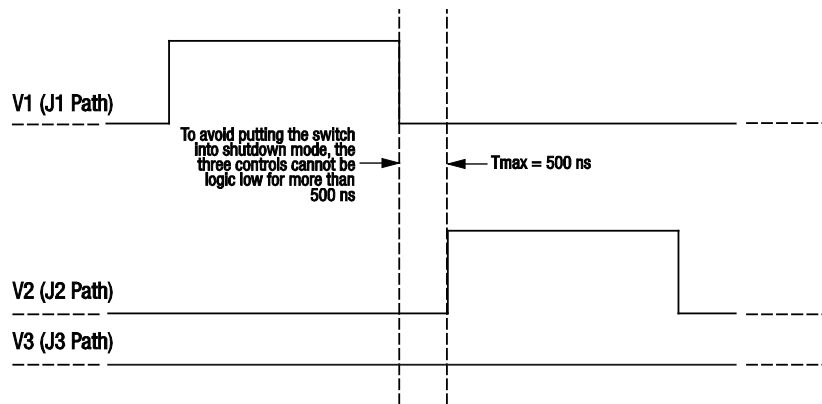 V1 (J1 Path)
To avoid putting the switch
into shutdown mode, the
three controls cannot be
logic low for more than
500 ns
Tmax = 500 ns
V2 (J2 Path)
V3 (J3 Path)